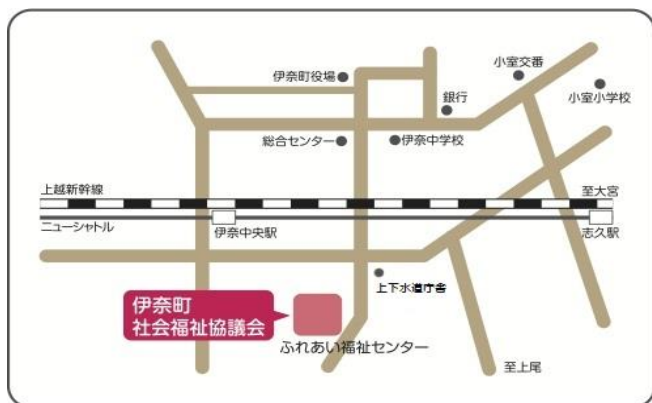 伊奈町役場
小室交番
小室小学校
銀行
総合センター
伊奈中学校
上越新幹線
至大宮
ニューシャトル
伊奈中央駅
志久駅
上下水道庁舎
伊奈町
社会福祉協議会
ふれあい福祉センター
至上尾